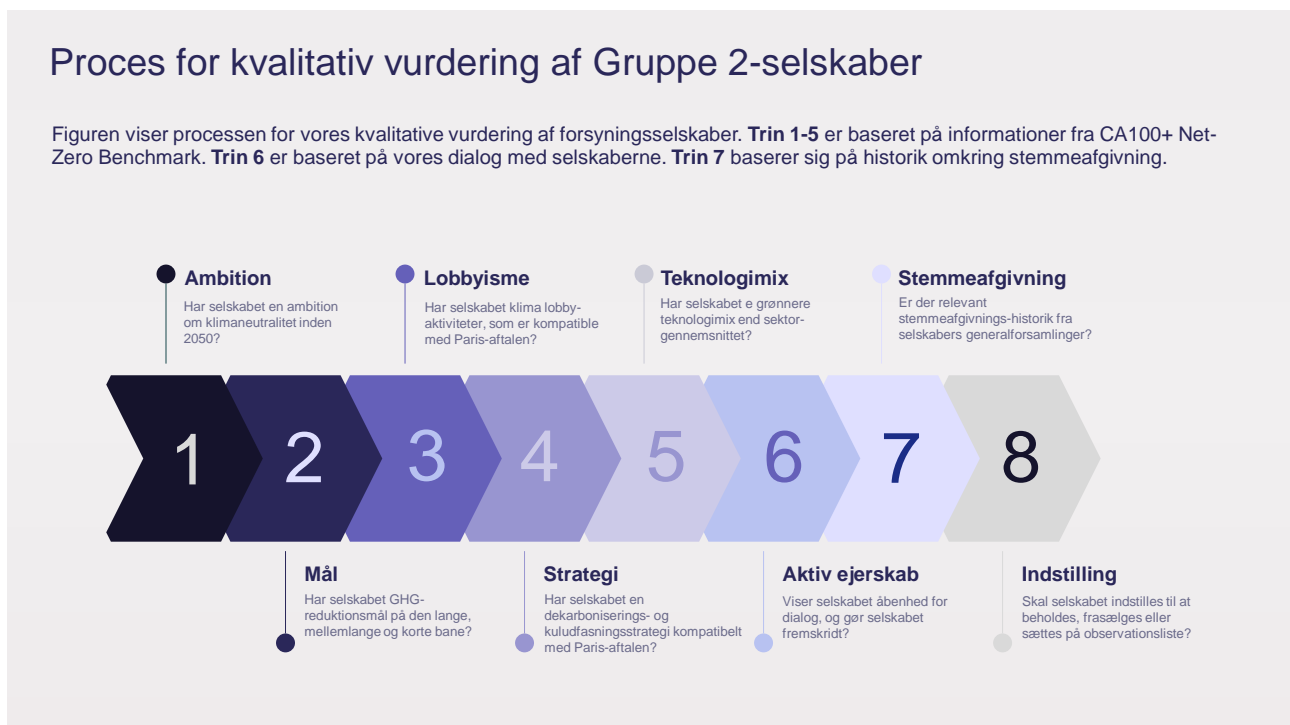 Proces for kvalitativ vurdering af Gruppe 2-selskaber
Figuren viser processen for vores kvalitative vurdering af forsyningsselskaber. Trin 1-5 er baseret på informationer fra CA100+ Net-
Zero Benchmark. Trin 6 er baseret på vores dialog med selskaberne. Trin 7 baserer sig på historik omkring stemmeafgivning.
Ambition
Har selskabet en ambition
om klimaneutralitet inden
2050?
Lobbyisme
Har selskabet klima lobby-
aktiviteter, som er kompatible
med Paris-aftalen?
Teknologimix
Har selskabet e grønnere
teknologimix end sektor-
gennemsnittet?
Stemmeafgivning
Er der relevant
stemmeafgivnings-historik fra
selskabers generalforsamlinger?
1
2
3
4
5
6
7
8
Mål
Har selskabet GHG-
reduktionsmål på den lange,
mellemlange og korte bane?
Strategi
Har selskabet en
dekarboniserings- og
kuludfasningsstrategi kompatibelt
med Paris-aftalen?
Aktiv ejerskab
Viser selskabet åbenhed for
dialog, og gør selskabet
fremskridt?
Indstilling
Skal selskabet indstilles til at
beholdes, frasælges eller
sættes på observationsliste?